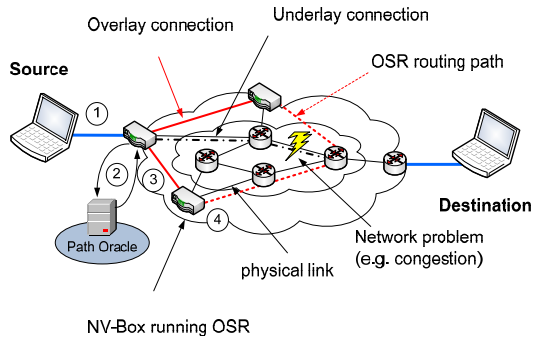 Underlay connection
Overlay connection
OSR routing path
Source
1
2
3
4
Path Oracle
Destination
Network problem
(e.g. congestion)
physical link
NV-Box running OSR